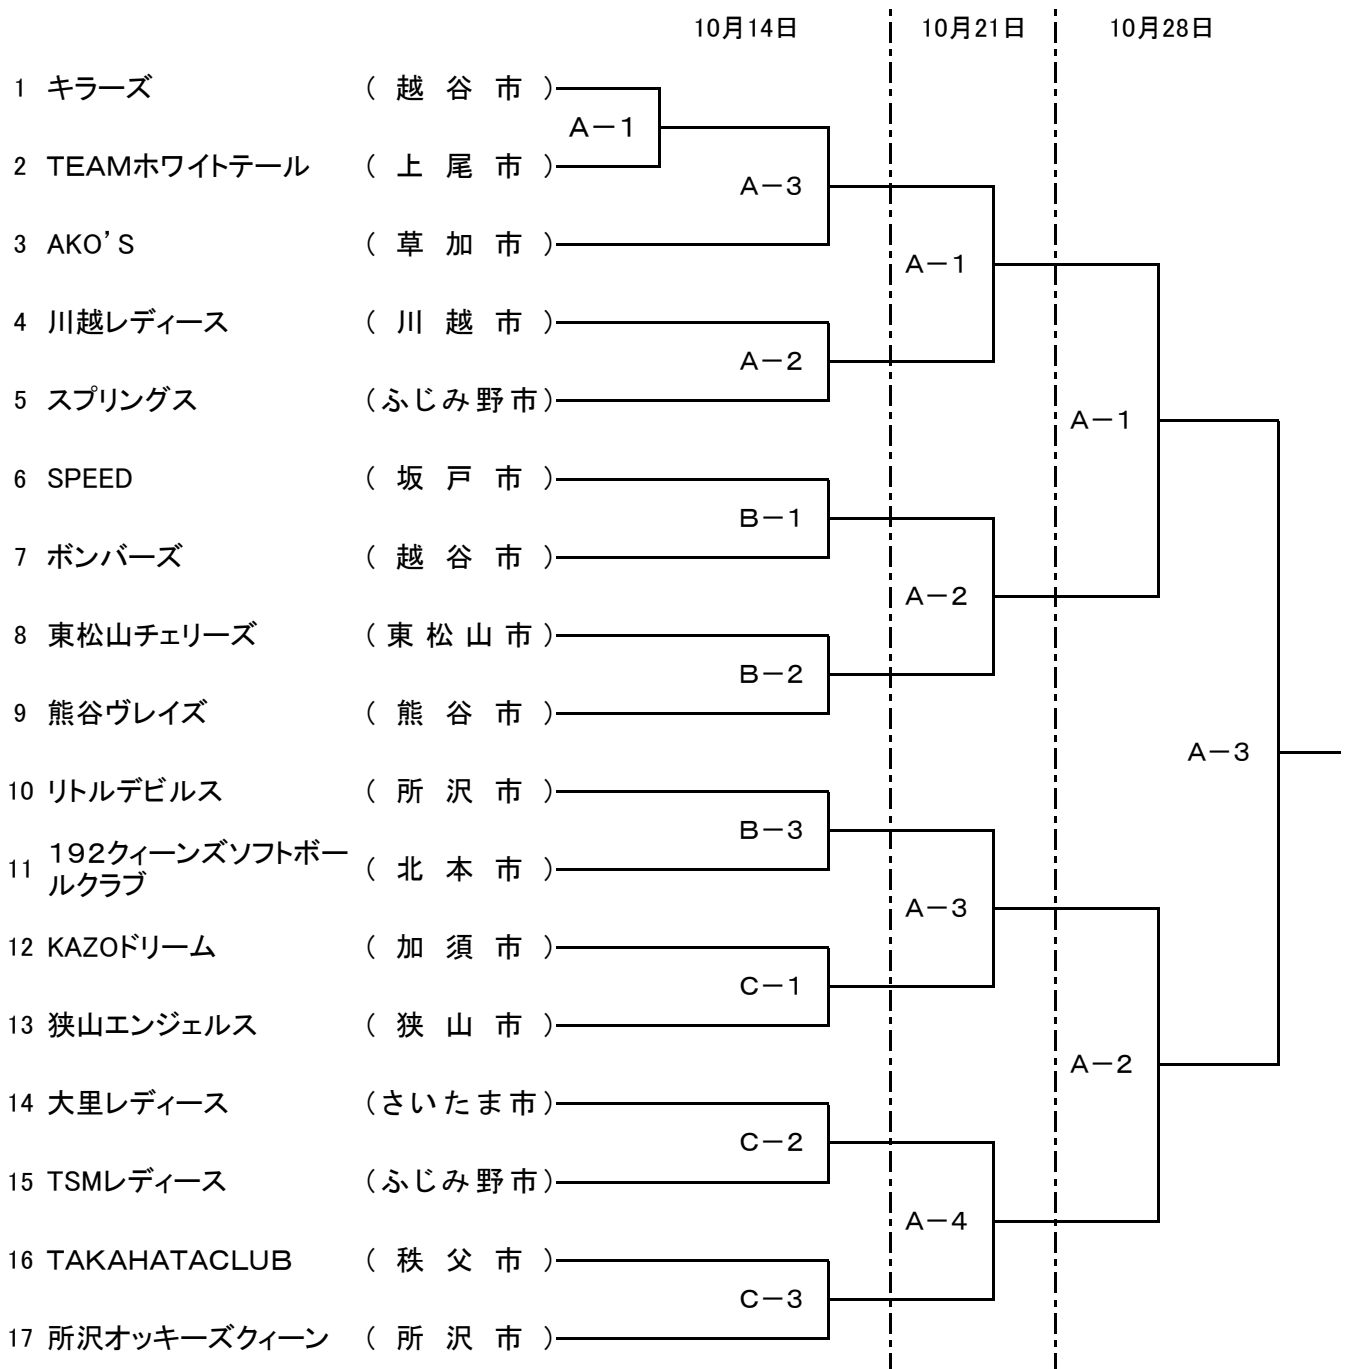 10月14日 10月21日 10月28日
1 キラーズ (越谷市)
A－1
2 TEAMホワイトテール (上尾市)
A－3
3 AKO'S (草加市)
A－1
4 川越レディース (川越市)
A－2
5 スプリングス (ふじみ野市)
A－1
6 SPEED (坂戸市)
B－1
7 ボンバーズ (越谷市)
A－2
8 東松山チェリーズ (東松山市)
B－2
9 熊谷ヴレイズ (熊谷市)
A－3
10 リトルデビルス (所沢市)
B－3
11 192クィーンズソフトボー
ルクラブ (北本市)
A－3
12 KAZOドリーム (加須市)
C－1
13 狭山エンジェルス (狭山市)
A－2
14 大里レディース (さいたま市)
C－2
15 TSMレディース (ふじみ野市)
A－4
16 TAKAHATACLUB (秩父市)
C－3
17 所沢オッキーズクィーン (所沢市)